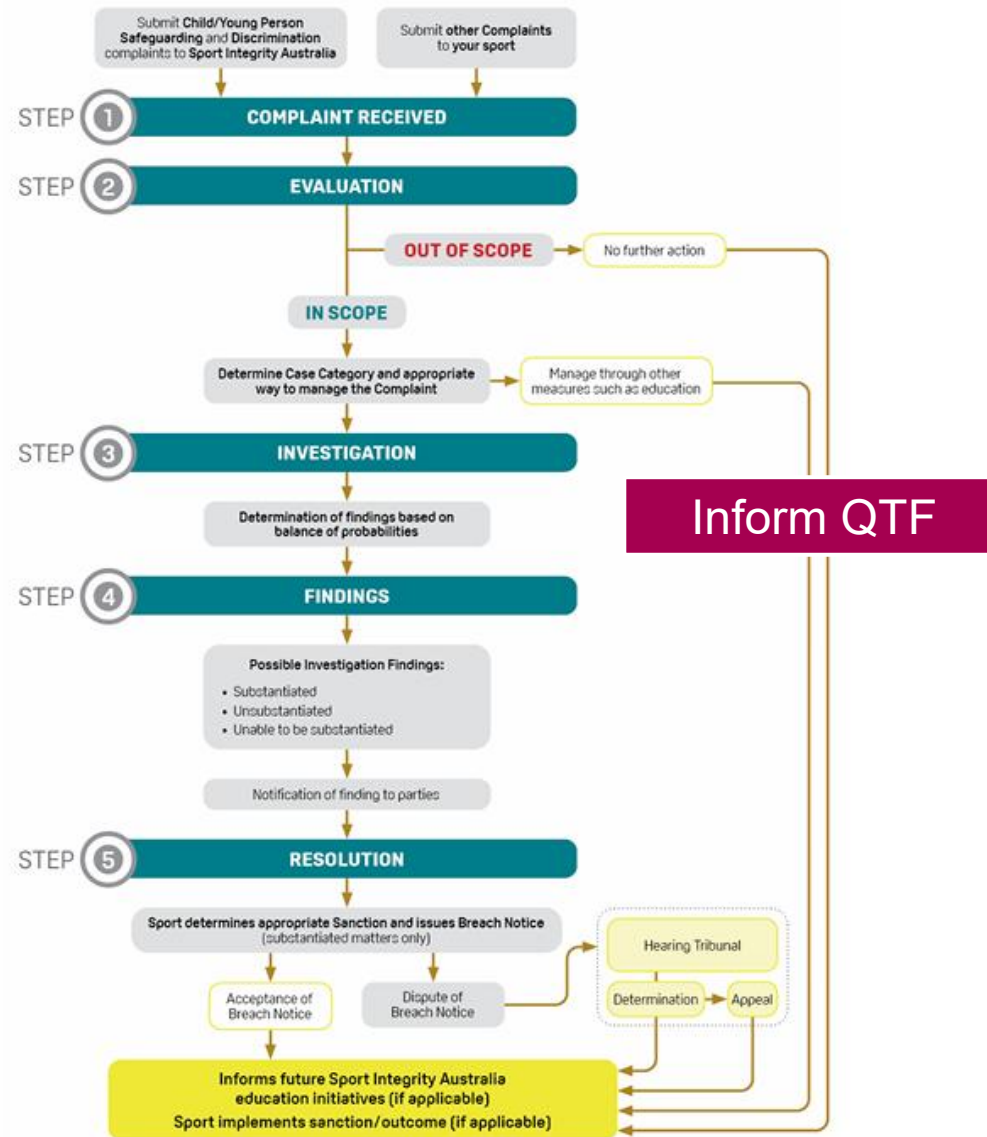 Submit Child/Young Person
Safeguarding and Discrimination
complaints to Sport Integrity Australia
Submit other Complaints
to your sport
STEP 1 COMPLAINT RECEIVED
STEP 2 EVALUATION
OUT OF SCOPE
No further action
IN SCOPE
Determine Case Category and appropriate
way to manage the Complaint
Manage through other
measures such as education
STEP 3 INVESTIGATION
Inform QTF
Determination of findings based on
balance of probabilities
STEP 4 FINDINGS
Possible Investigation Findings:
• Substantiated
• Unsubstantiated
• Unable to be substantiated
Notification of finding to parties
STEP 5 RESOLUTION
Sport determines appropriate Sanction and issues Breach Notice
(substantiated matters only)
Hearing Tribunal
Acceptance of
Breach Notice
Dispute of
Breach Notice
Determination
Appeal
Informs future Sport Integrity Australia
education initiatives (if applicable)
Sport implements sanction/outcome (if applicable)